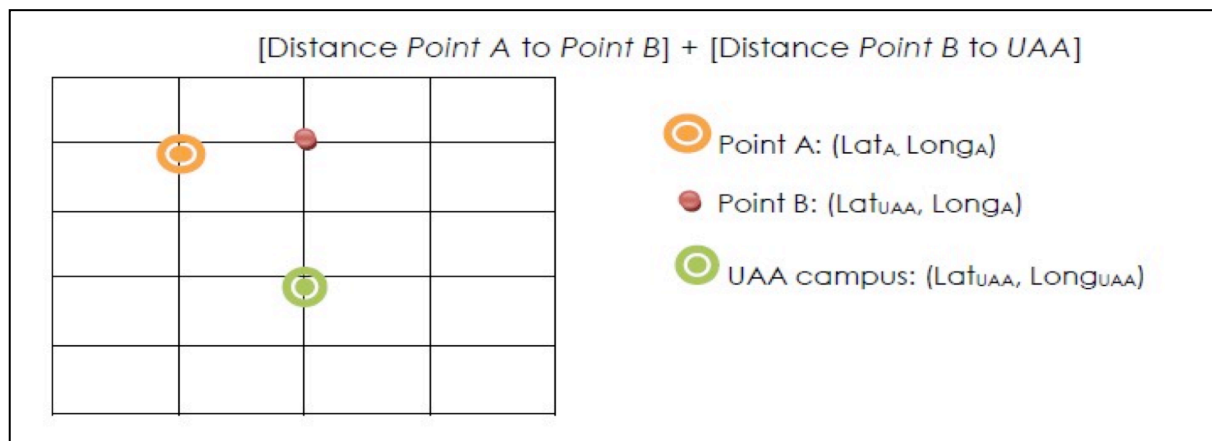 [Distance Point A to Point B] + [Distance Point B to UAA]
Point A: (LatA, LongA)
Point B: (LatUAA, LongA)
UAA campus: (LatUAA, LongUAA)